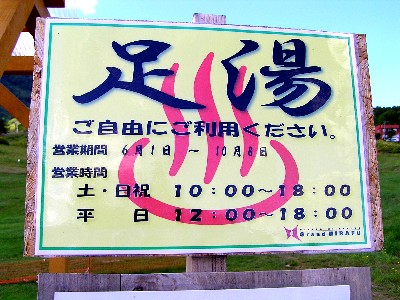 足湯
ご自由にご利用ください。
営業期間 6月1日 ～ 10月8日
営業時間
土・日祝 10:00～18:00
平 日 12:00～18:00
Grand HIRAFU